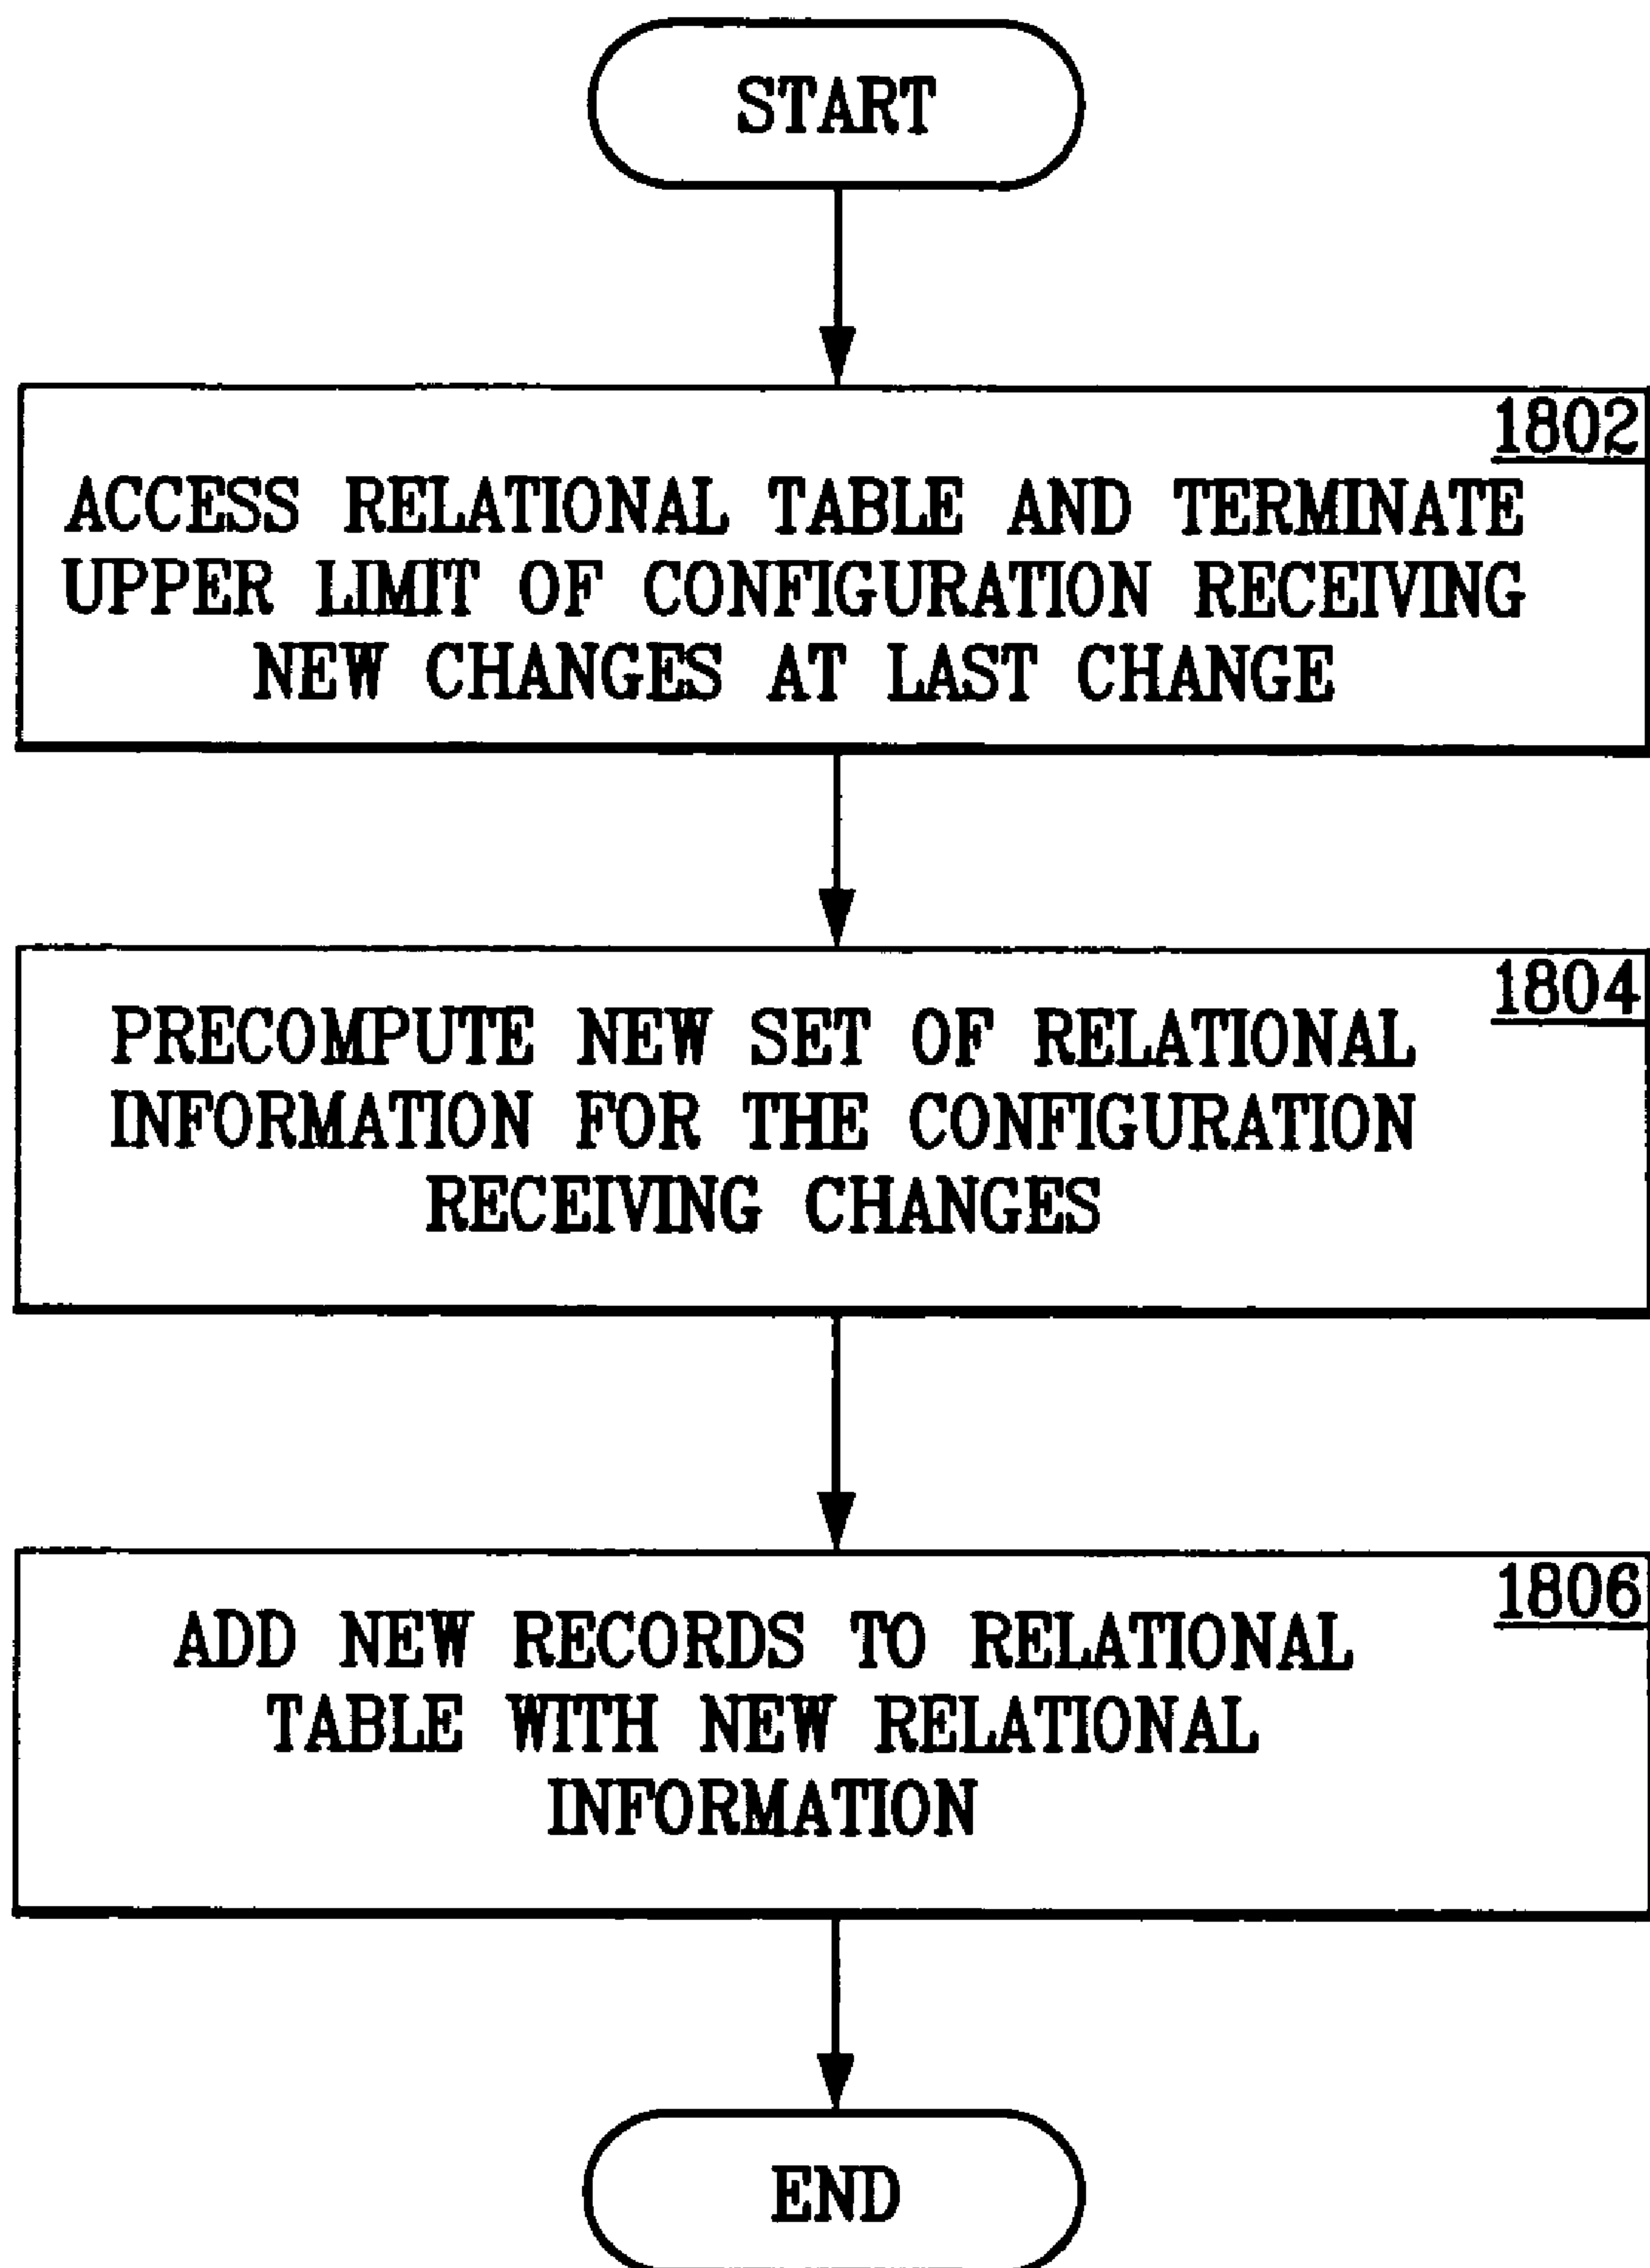 START
1802
ACCESS RELATIONAL TABLE AND TERMINATE
UPPER LIMIT OF CONFIGURATION RECEIVING
NEW CHANGES AT LAST CHANGE
1804
PRECOMPUTE NEW SET OF RELATIONAL
INFORMATION FOR THE CONFIGURATION
RECEIVING CHANGES
1806
ADD NEW RECORDS TO RELATIONAL
TABLE WITH NEW RELATIONAL
INFORMATION
END